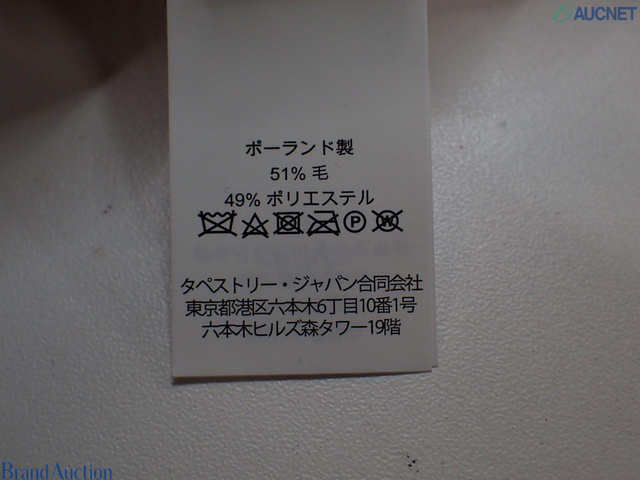 AUCNET
ポーランド製
51% 毛
49% ポリエステル
P W
タペストリー・ジャパン合同会社
東京都港区六本木6丁目10番1号
六本木ヒルズ森タワー19階
Brand Auction